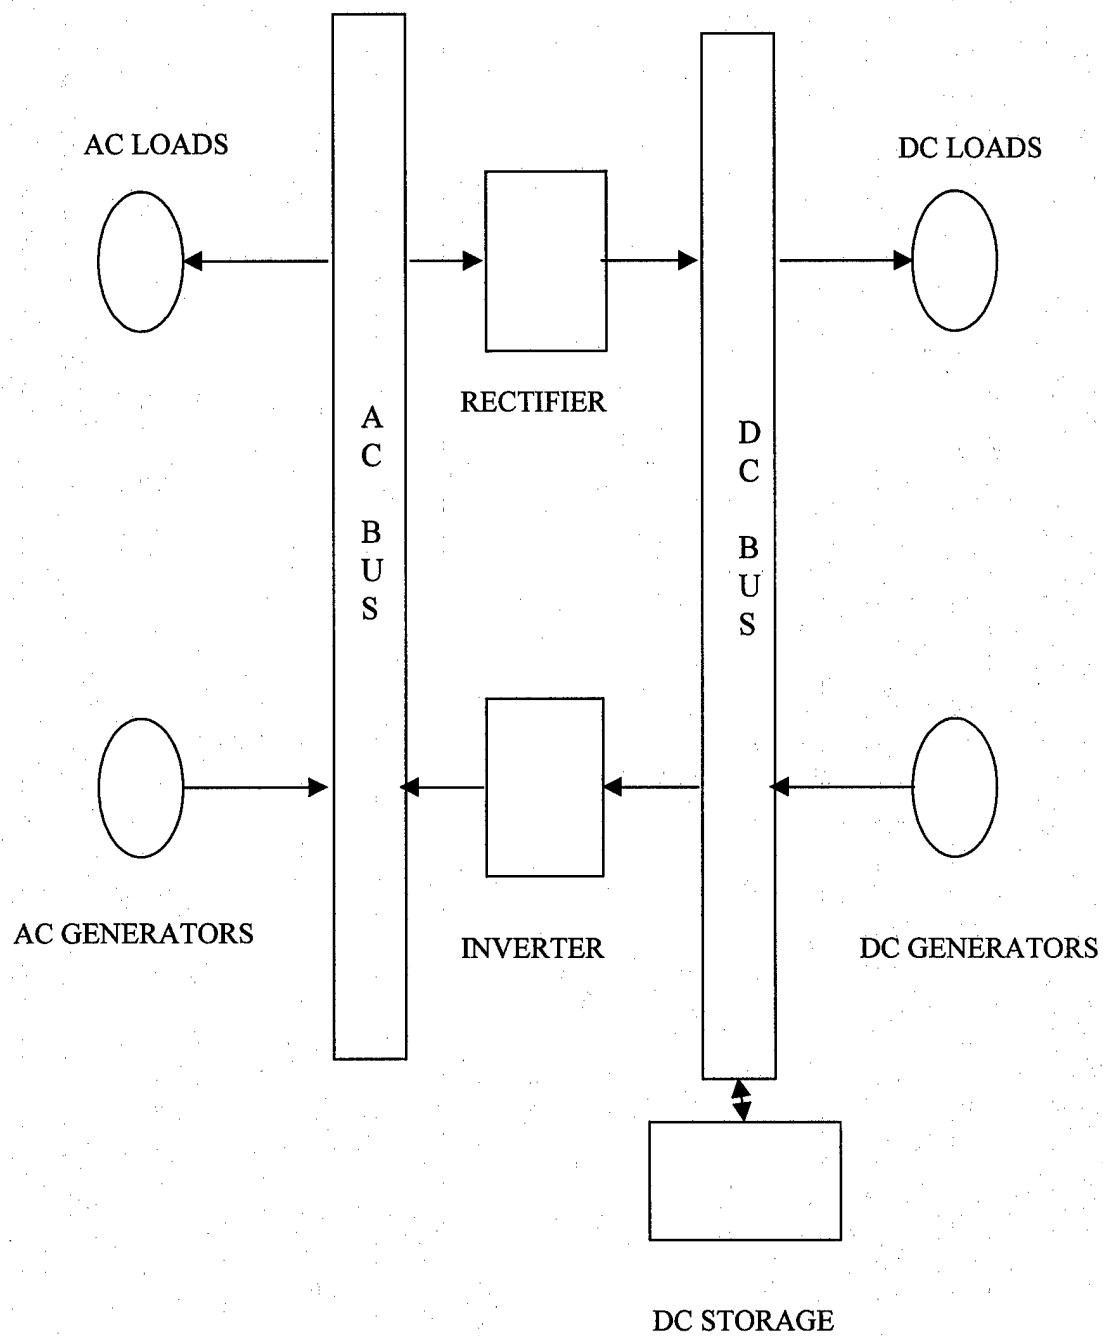 AC LOADS
DC LOADS
RECTIFIER
A
C
B
U
S
D
C
B
U
S
AC GENERATORS
INVERTER
DC GENERATORS
DC STORAGE